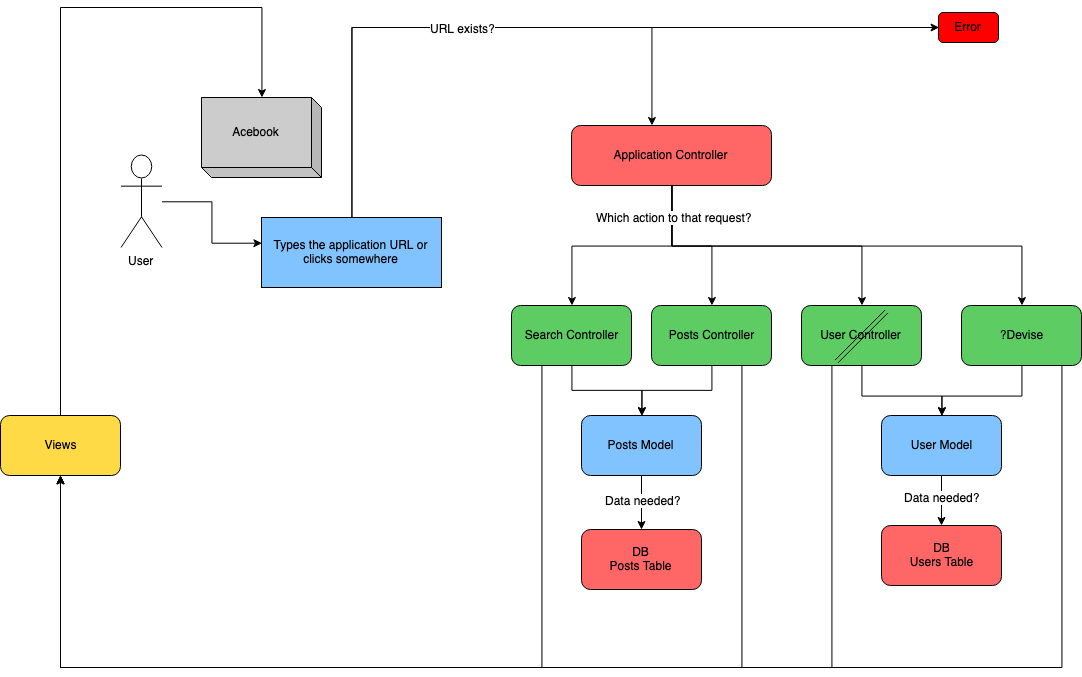 URL exists?
Error
Acebook
Application Controller
Which action to that request?
User
Types the application URL or
clicks somewhere
Search Controller
Posts Controller
User Controller
?Devise
Views
Posts Model
User Model
Data needed?
Data needed?
DB
Posts Table
DB
Users Table